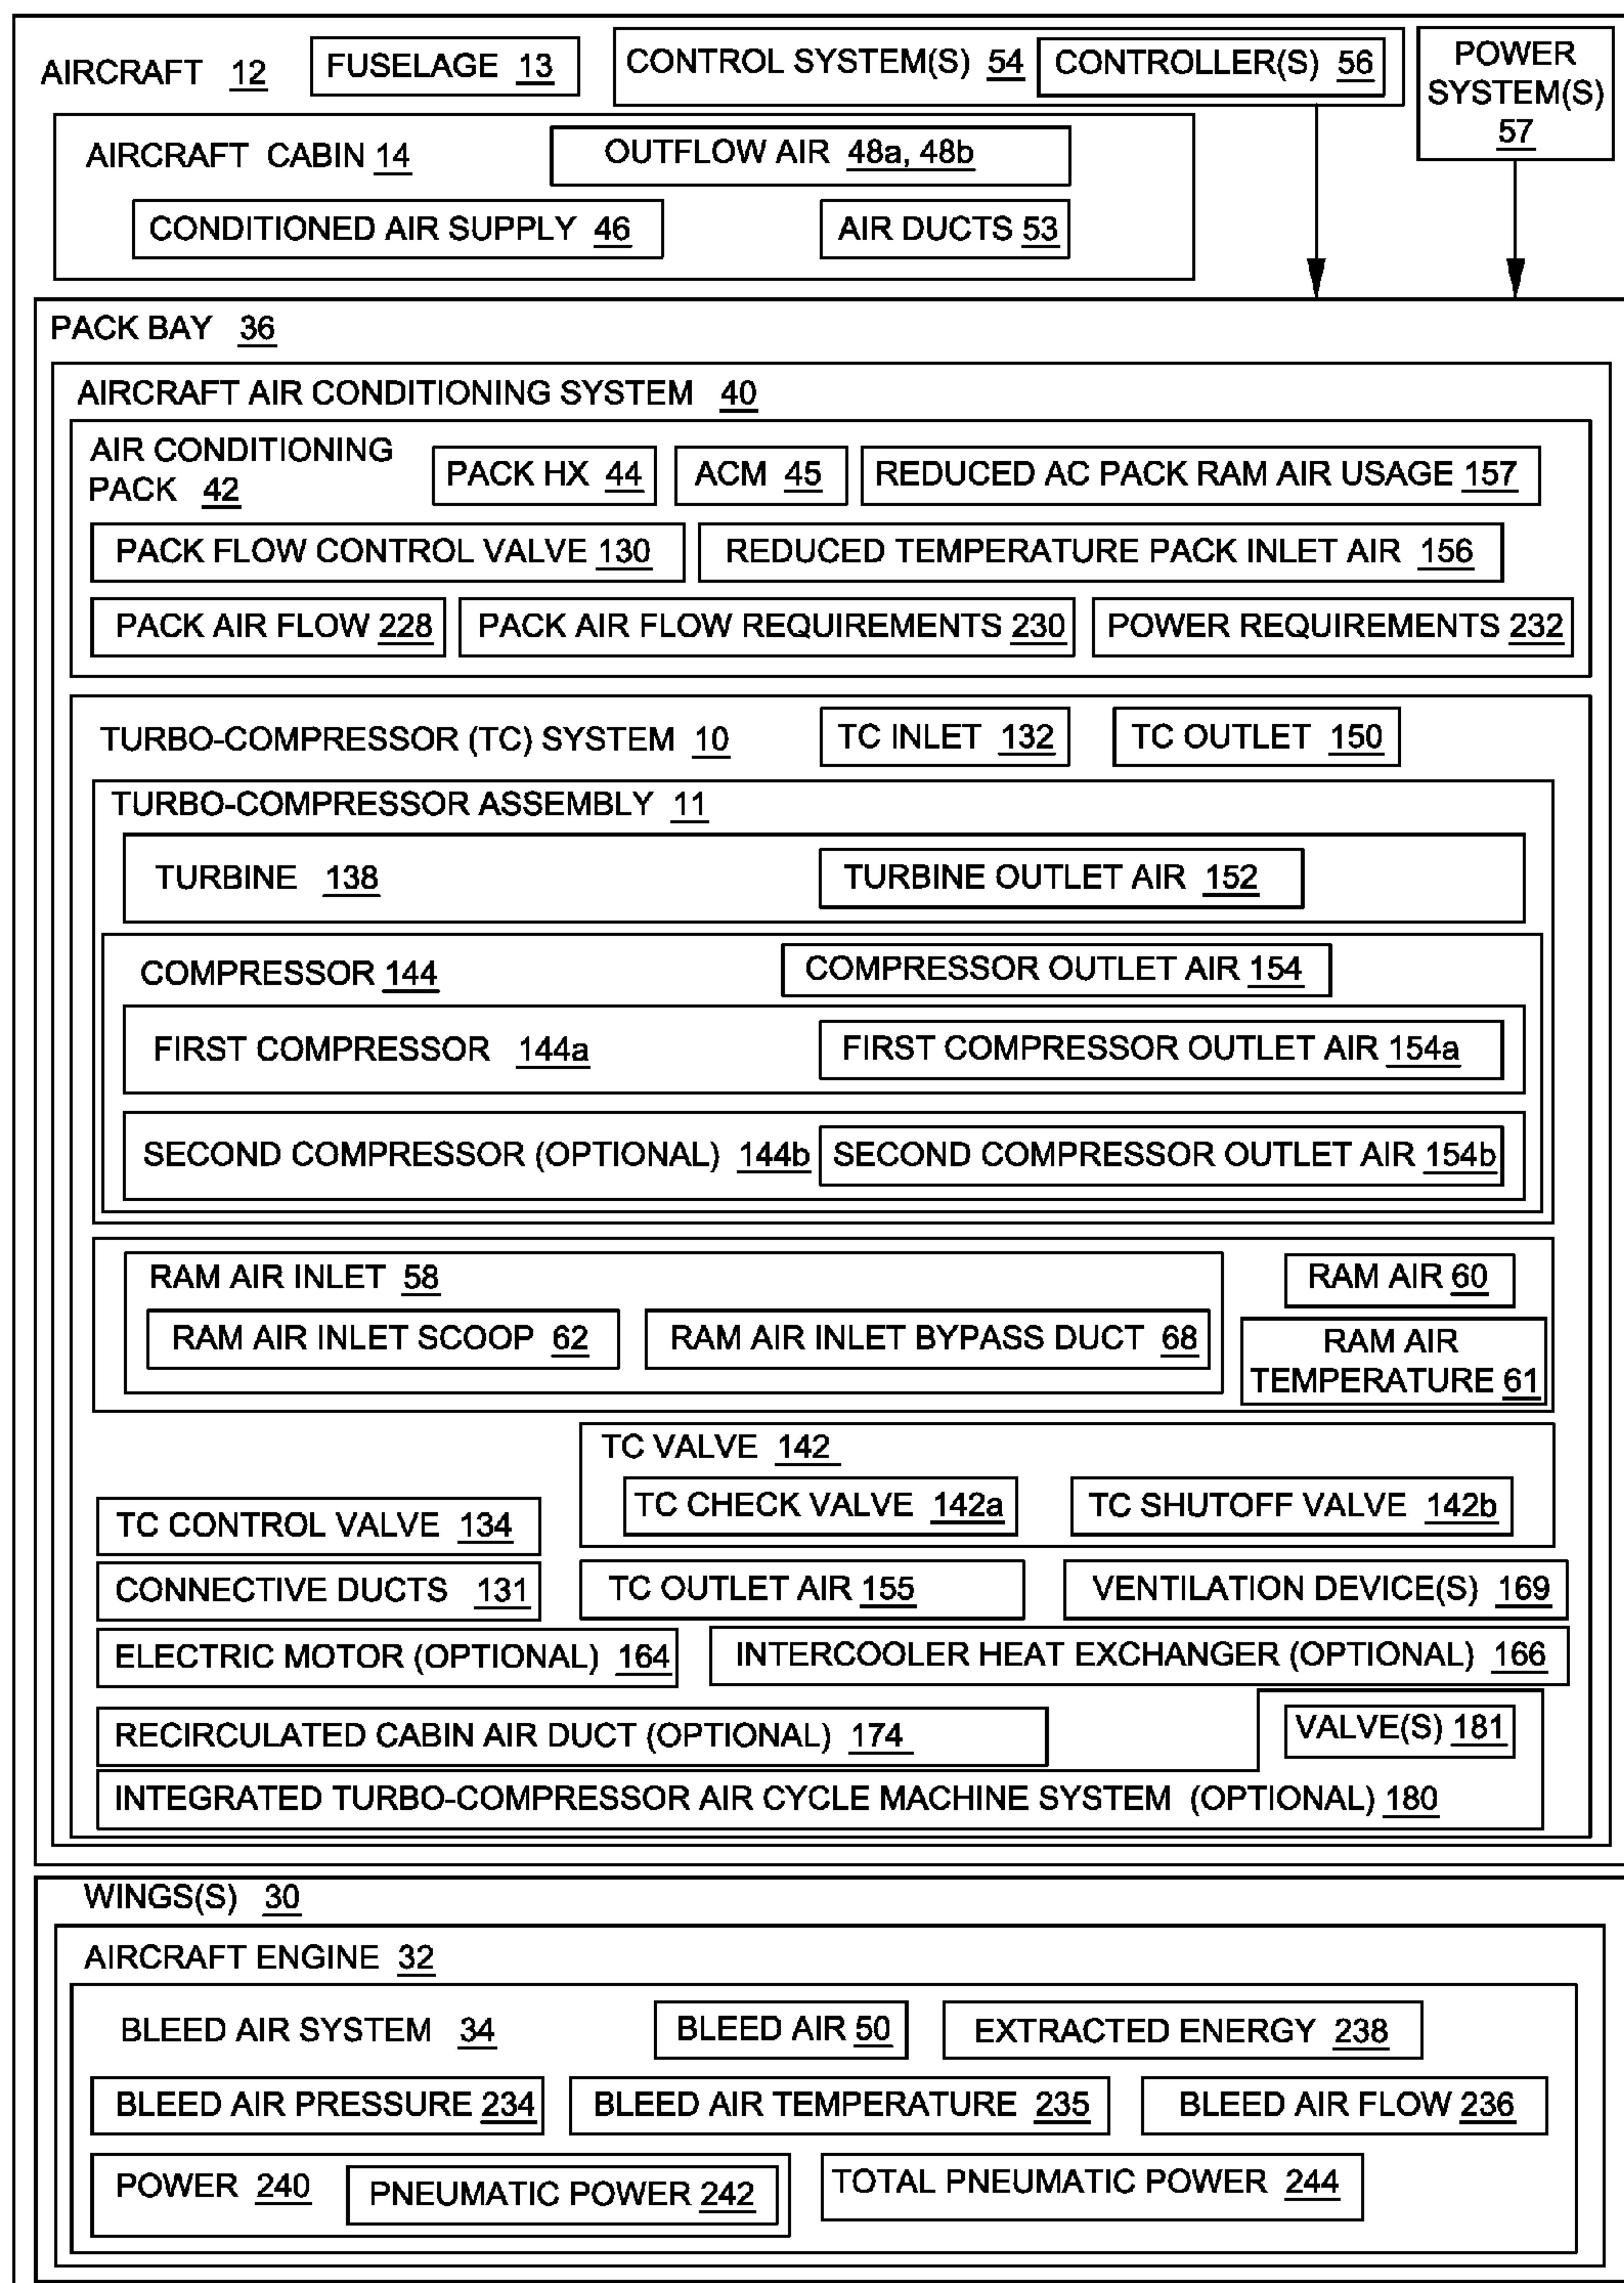 AIRCRAFT 12
FUSELAGE 13
CONTROL SYSTEM(S) 54
CONTROLLER(S) 56
POWER
SYSTEM(S)
57
AIRCRAFT CABIN 14
OUTFLOW AIR 48a, 48b
CONDITIONED AIR SUPPLY 46
AIR DUCTS 53
PACK BAY 36
AIRCRAFT AIR CONDITIONING SYSTEM 40
AIR CONDITIONING
PACK 42
PACK HX 44
ACM 45
REDUCED AC PACK RAM AIR USAGE 157
PACK FLOW CONTROL VALVE 130
REDUCED TEMPERATURE PACK INLET AIR 156
PACK AIR FLOW 228
PACK AIR FLOW REQUIREMENTS 230
POWER REQUIREMENTS 232
TURBO-COMPRESSOR (TC) SYSTEM 10
TC INLET 132
TC OUTLET 150
TURBO-COMPRESSOR ASSEMBLY 11
TURBINE 138
TURBINE OUTLET AIR 152
COMPRESSOR 144
COMPRESSOR OUTLET AIR 154
FIRST COMPRESSOR 144a
FIRST COMPRESSOR OUTLET AIR 154a
SECOND COMPRESSOR (OPTIONAL) 144b
SECOND COMPRESSOR OUTLET AIR 154b
RAM AIR INLET 58
RAM AIR 60
RAM AIR INLET SCOOP 62
RAM AIR INLET BYPASS DUCT 68
RAM AIR
TEMPERATURE 61
TC VALVE 142
TC CHECK VALVE 142a
TC SHUTOFF VALVE 142b
TC CONTROL VALVE 134
CONNECTIVE DUCTS 131
TC OUTLET AIR 155
VENTILATION DEVICE(S) 169
ELECTRIC MOTOR (OPTIONAL) 164
INTERCOOLER HEAT EXCHANGER (OPTIONAL) 166
RECIRCULATED CABIN AIR DUCT (OPTIONAL) 174
VALVE(S) 181
INTEGRATED TURBO-COMPRESSOR AIR CYCLE MACHINE SYSTEM (OPTIONAL) 180
WINGS(S) 30
AIRCRAFT ENGINE 32
BLEED AIR SYSTEM 34
BLEED AIR 50
EXTRACTED ENERGY 238
BLEED AIR PRESSURE 234
BLEED AIR TEMPERATURE 235
BLEED AIR FLOW 236
POWER 240
PNEUMATIC POWER 242
TOTAL PNEUMATIC POWER 244